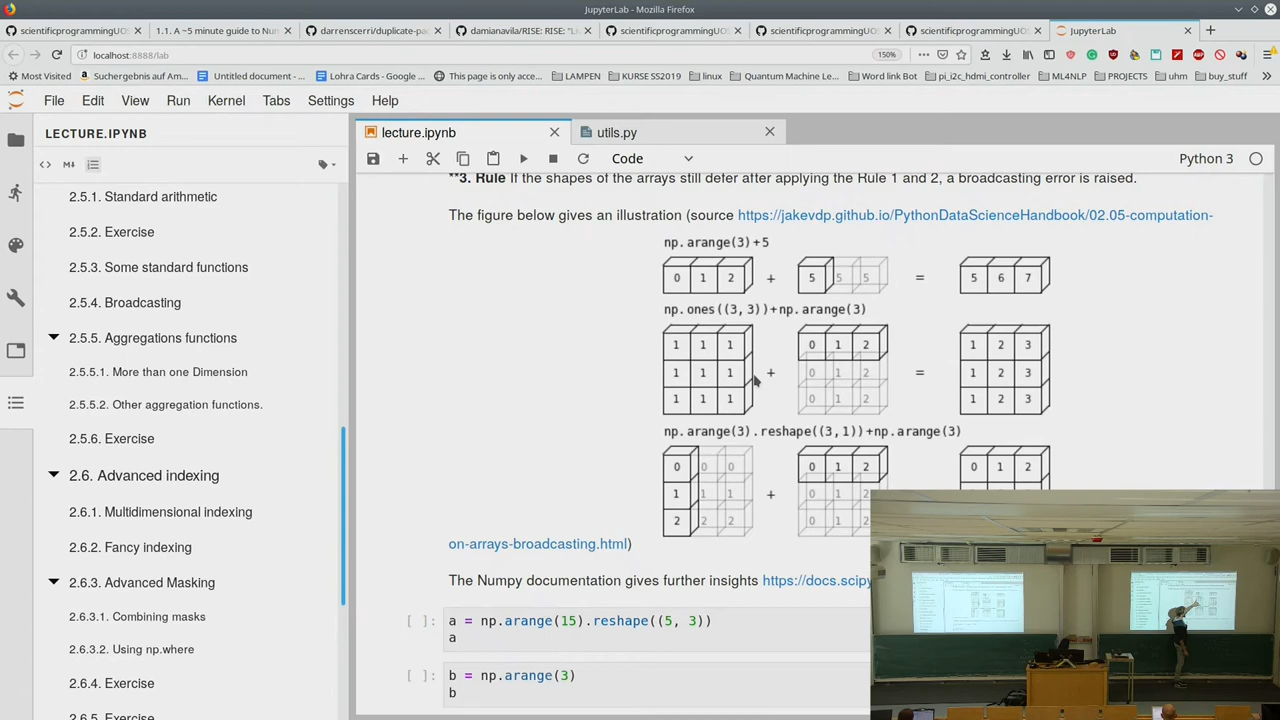 JupyterLab - Mozilla Firefox
scientificprogrammingUOS
1.1. A ~5 minute guide to Nu
darrenscerri/duplicate-pa
damianavila/RISE: RISE: "Li
scientificprogrammingUOS
scientificprogrammingUOS
scientificprogrammingUOS
JupyterLab
localhost:8888/lab
150%
Most Visited
Suchergebnis auf Am...
Untitled document - ...
Lohra Cards - Google ...
This page is only acce...
LAMPEN
KURSE SS2019
linux
Quantum Machine Le...
Word link Bot
pi_i2c_hdmi_controller
ML4NLP
PROJECTS
uhm
buy_stuff
File Edit View Run Kernel Tabs Settings Help
LECTURE.IPYNB
lecture.ipynb
utils.py
Code
Python 3
2.5.1. Standard arithmetic
2.5.2. Exercise
2.5.3. Some standard functions
2.5.4. Broadcasting
2.5.5. Aggregations functions
2.5.5.1. More than one Dimension
2.5.5.2. Other aggregation functions.
2.5.6. Exercise
2.6. Advanced indexing
2.6.1. Multidimensional indexing
2.6.2. Fancy indexing
2.6.3. Advanced Masking
2.6.3.1. Combining masks
2.6.3.2. Using np.where
2.6.4. Exercise
2.6.5. Exercise
**3. Rule If the shapes of the arrays still defer after applying the Rule 1 and 2, a broadcasting error is raised.
The figure below gives an illustration (source https://jakevdp.github.io/PythonDataScienceHandbook/02.05-computation-
np.arange(3)+5
0 1 2 + 5 5 5 = 5 6 7
np.ones((3,3))+np.arange(3)
1 1 1 0 1 2 1 2 3
1 1 1 + 0 1 2 = 1 2 3
1 1 1 0 1 2 1 2 3
np.arange(3).reshape((3,1))+np.arange(3)
0 0 0 0 1 2 0 1 2
1 1 1 + 0 1 2
2 2 2 0 1 2
on-arrays-broadcasting.html)
The Numpy documentation gives further insights https://docs.scipy
[ ]: a = np.arange(15).reshape((5, 3))
a
[ ]: b = np.arange(3)
b